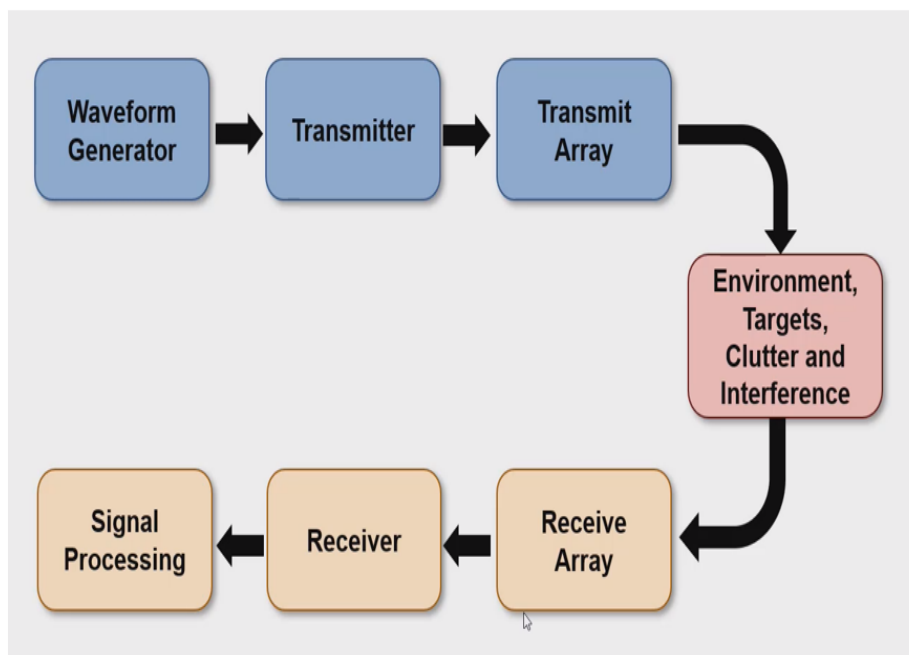 Waveform
Generator
Transmitter
Transmit
Array
Environment,
Targets,
Clutter and
Interference
Receive
Array
Receiver
Signal
Processing